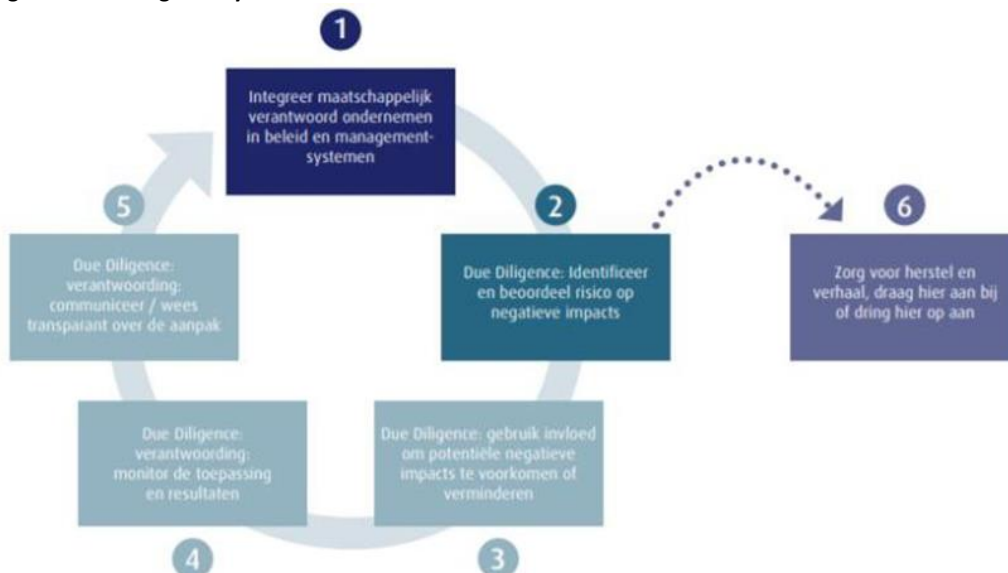 1
Integreer maatschappelijk
verantwoord ondernemen
in beleid en management-
systemen
2
Due Diligence: Identificeer
en beoordeel risico op
negatieve impacts
3
Due Diligence: gebruik invloed
om potentiële negatieve
impacts te voorkomen of
verminderen
4
Due Diligence:
verantwoording:
monitor de toepassing
en resultaten
5
Due Diligence:
verantwoording:
communiceer / wees
transparant over de aanpak
6
Zorg voor herstel en
verhaal, draag hier aan bij
of dring hier op aan